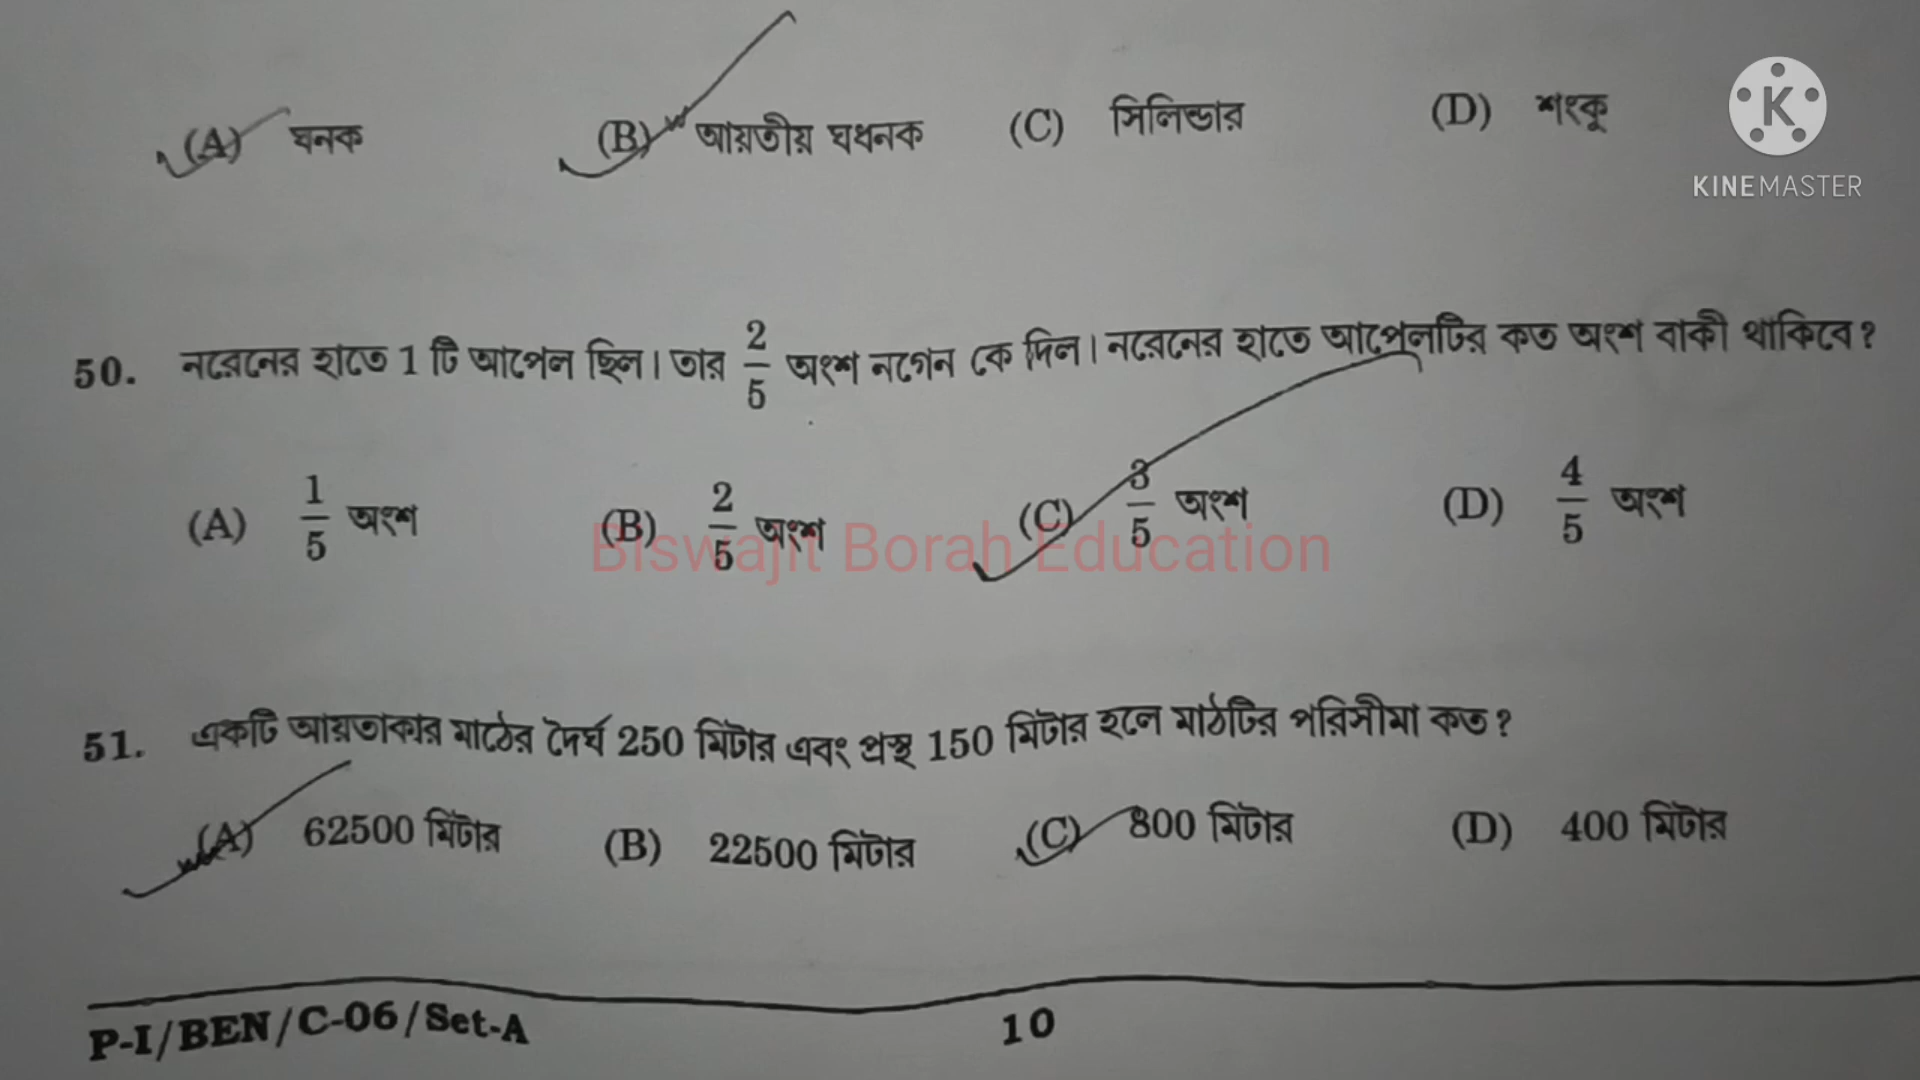 (A) ঘনক (B) আয়তীয় ঘধনক (C) সিলিন্ডার (D) শংকু
K
KINEMASTER
50. নরেনের হাতে 1 টি আপেল ছিল। তার 2/5 অংশ নগেন কে দিল। নরেনের হাতে আপেলটির কত অংশ বাকী থাকিবে?
(A) 1/5 অংশ (B) 2/5 অংশ (C) 3/5 অংশ (D) 4/5 অংশ
Biswajit Borah Education
51. একটি আয়তাকার মাঠের দৈর্ঘ 250 মিটার এবং প্রস্থ 150 মিটার হলে মাঠটির পরিসীমা কত?
(A) 62500 মিটার (B) 22500 মিটার (C) 800 মিটার (D) 400 মিটার
P-I/BEN/C-06/Set-A 10